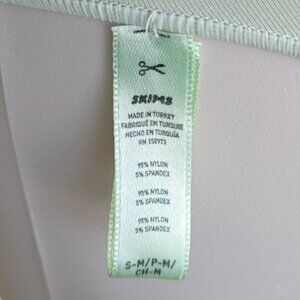 SKIMS
MADE IN TURKEY
FABRIQUÉ EN TURQUIE
HECHO EN TURQUÍA
RN 158973
95% NYLON
5% SPANDEX
95% NYLON
5% SPANDEX
95% NYLON
5% SPANDEX
S-M/P-M/
CH-M